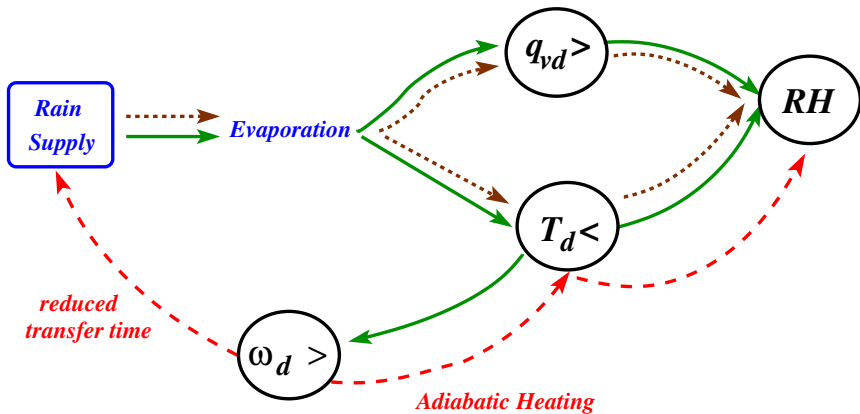 q_vd >
Rain
Supply
Evaporation
RH
T_d <
reduced
transfer time
ω_d >
Adiabatic Heating